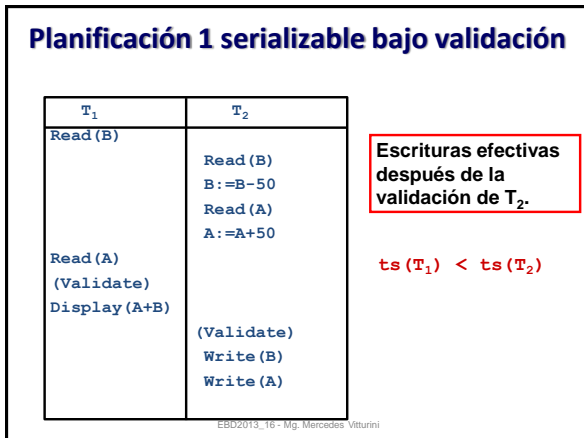 Planificación 1 serializable bajo validación
T1 T2
Read(B)
Read(B)
B:=B-50
Read(A)
A:=A+50
Read(A)
(Validate)
Display(A+B)
(Validate)
Write(B)
Write(A)
Escrituras efectivas
después de la
validación de T2.
ts(T1) < ts(T2)
EBD2013_16 - Mg. Mercedes Vitturini